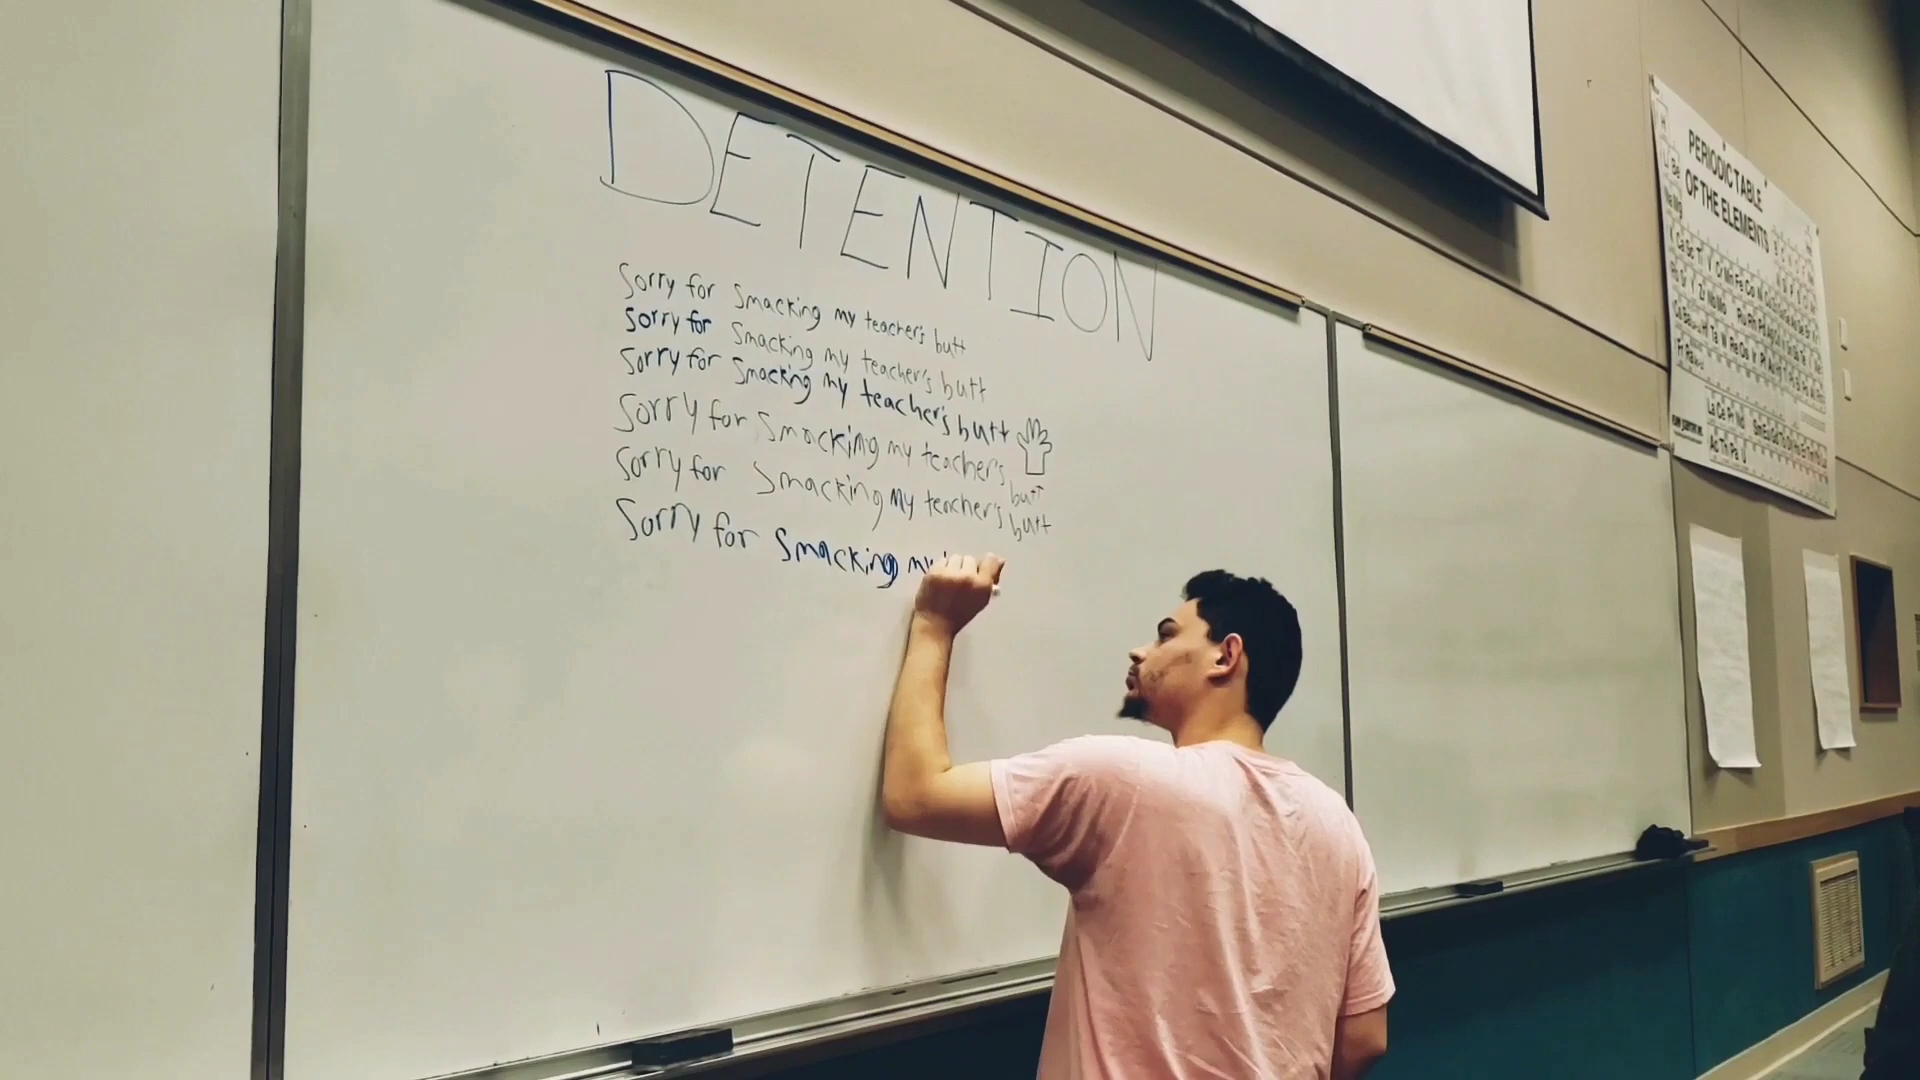 DETENTION
Sorry for Smacking my teacher's butt
Sorry for Smacking my teacher's butt
Sorry for Smacking my teacher's butt
Sorry for Smacking my teacher's butt
Sorry for Smacking my teacher's butt
Sorry for Smacking my
PERIODIC TABLE
OF THE ELEMENTS